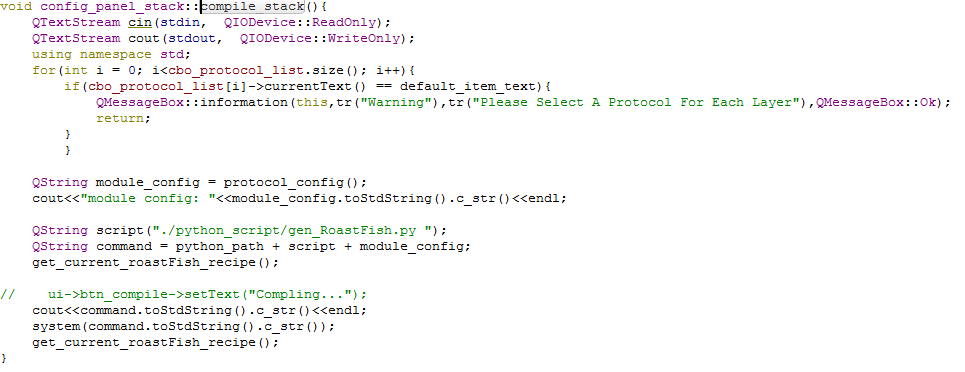 void config_panel_stack::compile_stack(){
    QTextStream cin(stdin,  QIODevice::ReadOnly);
    QTextStream cout(stdout,  QIODevice::WriteOnly);
    using namespace std;
    for(int i = 0; i<cbo_protocol_list.size(); i++){
        if(cbo_protocol_list[i]->currentText() == default_item_text){
            QMessageBox::information(this,tr("Warning"),tr("Please Select A Protocol For Each Layer"),QMessageBox::Ok);
            return;
        }
        }
    QString module_config = protocol_config();
    cout<<"module config: "<<module_config.toStdString().c_str()<<endl;
    QString script("./python_script/gen_RoastFish.py ");
    QString command = python_path + script + module_config;
    get_current_roastFish_recipe();
//    ui->btn_compile->setText("Compling...");
    cout<<command.toStdString().c_str()<<endl;
    system(command.toStdString().c_str());
    get_current_roastFish_recipe();
}